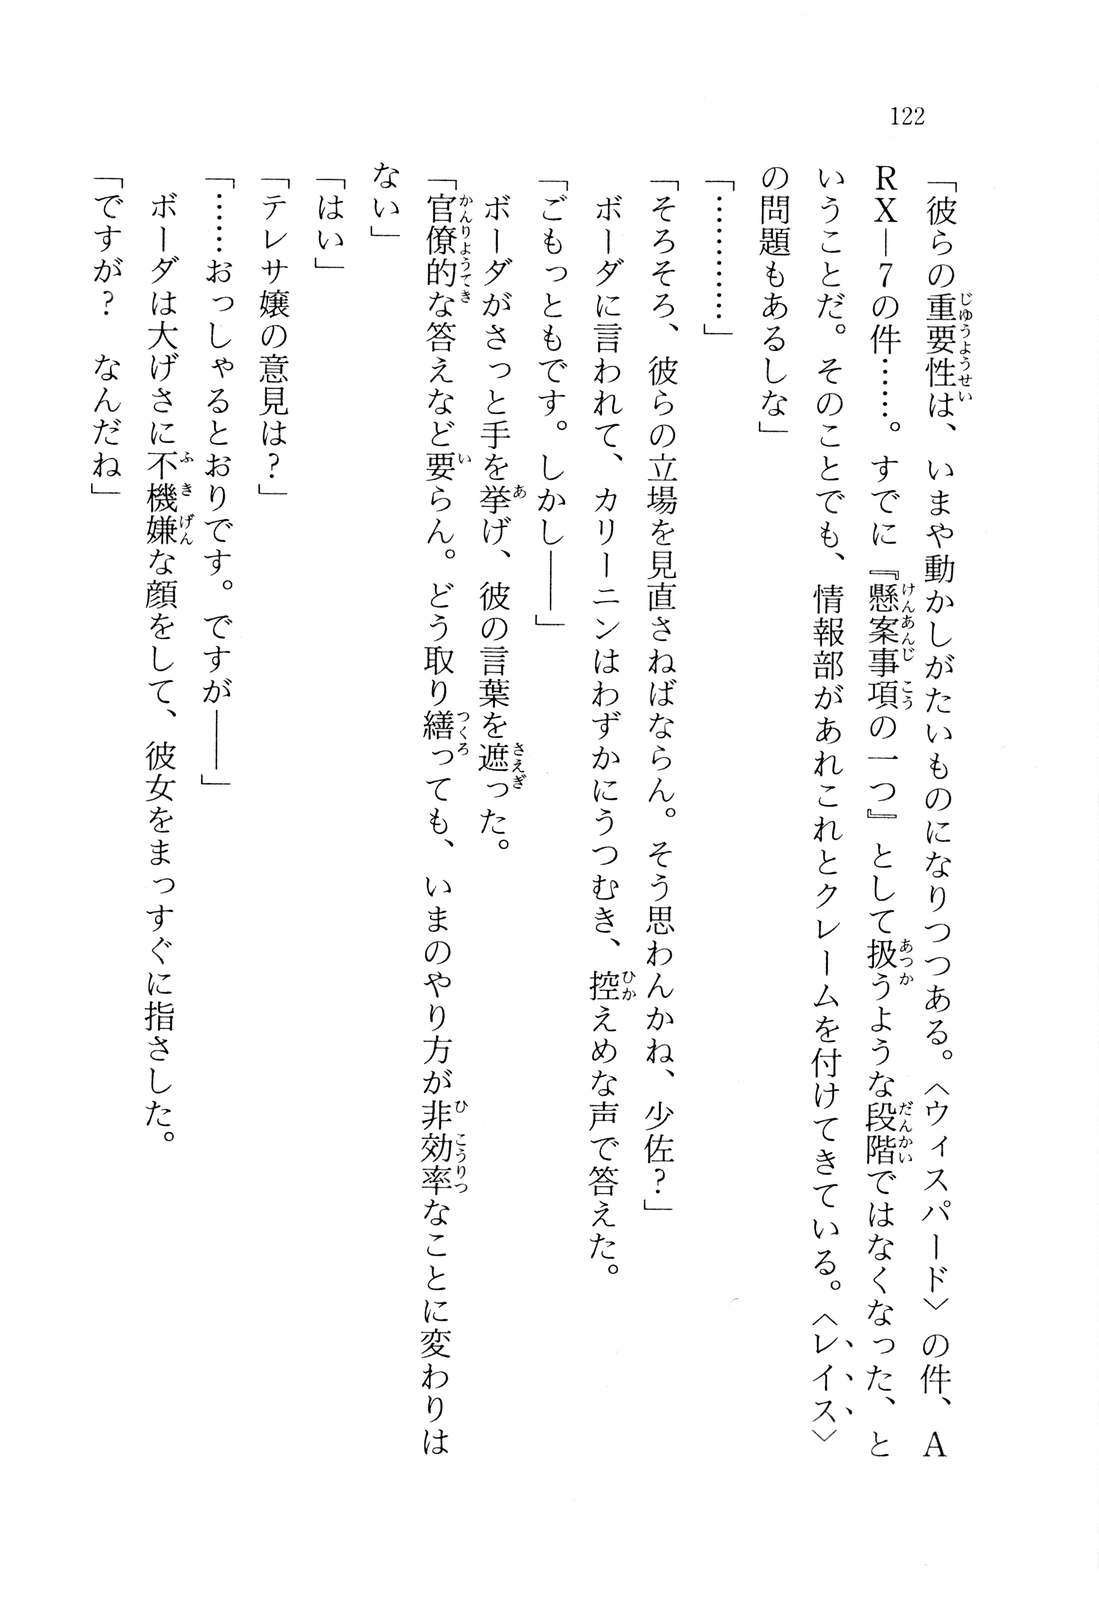 122
「彼らの重要性は、いまや動かしがたいものになりつつある。〈ウィスパード〉の件、A
RX―7の件……。すでに『懸案事項の一つ』として扱うような段階ではなくなった、と
いうことだ。そのことでも、情報部があれこれとクレームを付けてきている。〈レイス〉
の問題もあるしな」
「…………」
「そろそろ、彼らの立場を見直さねばならん。そう思わんかね、少佐?」
ボーダに言われて、カリーニンはわずかにうつむき、控えめな声で答えた。
「ごもっともです。しかし――」
ボーダがさっと手を挙げ、彼の言葉を遮った。
「官僚的な答えなど要らん。どう取り繕っても、いまのやり方が非効率なことに変わりは
ない」
「はい」
「テレサ嬢の意見は?」
「……おっしゃるとおりです。ですが――」
ボーダは大げさに不機嫌な顔をして、彼女をまっすぐに指さした。
「ですが? なんだね」